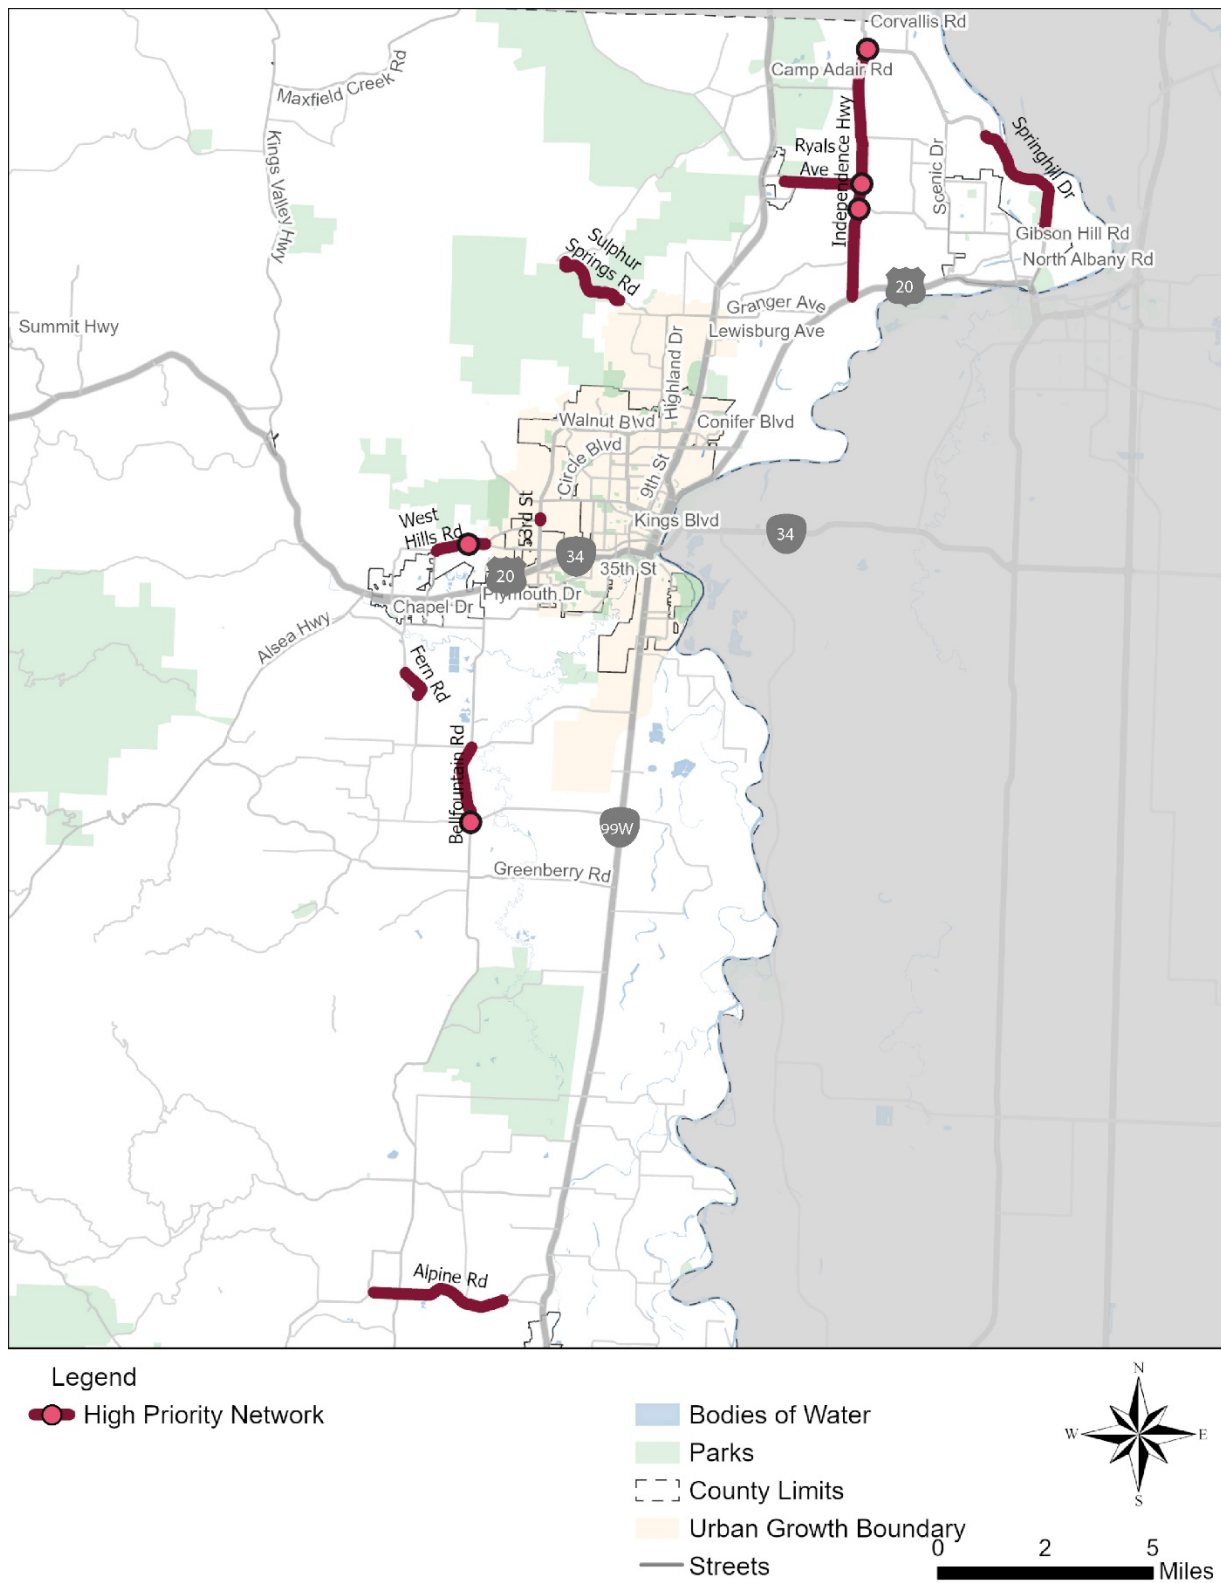 Corvallis Rd
Camp Adair Rd
Maxfield Creek Rd
Kings Valley Hwy
Independence Hwy
Ryals
Ave
Scenic Dr
Springhill Dr
Gibson Hill Rd
North Albany Rd
Sulphur
Springs Rd
20
Granger Ave
Lewisburg Ave
Summit Hwy
Highland Dr
Walnut Blvd
Conifer Blvd
Circle Blvd
9th St
53rd St
West
Hills Rd
Kings Blvd
34
34
35th St
20
Plymouth Dr
Chapel Dr
Alsea Hwy
Fern Rd
Bellfountain Rd
99W
Greenberry Rd
Alpine Rd
Legend
High Priority Network
Bodies of Water
Parks
County Limits
Urban Growth Boundary
Streets
N
W
E
S
0 2 5
Miles